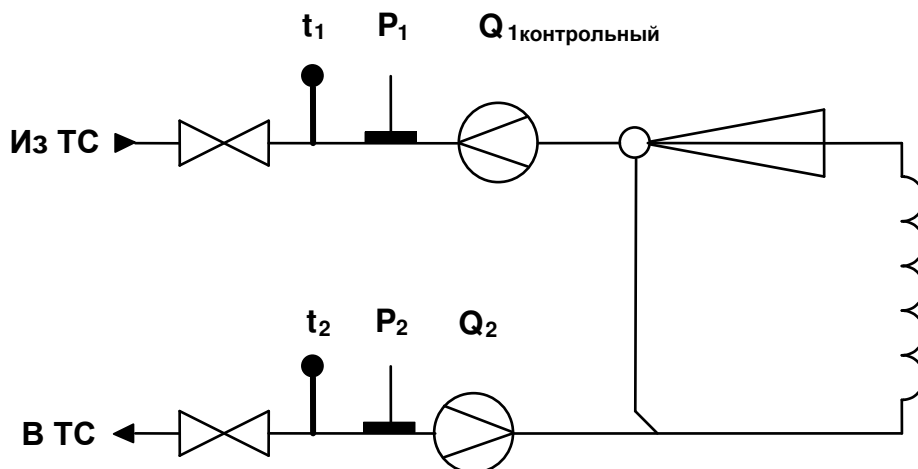 t₁ P₁ Q₁контрольный
Из ТС
t₂ P₂ Q₂
В ТС